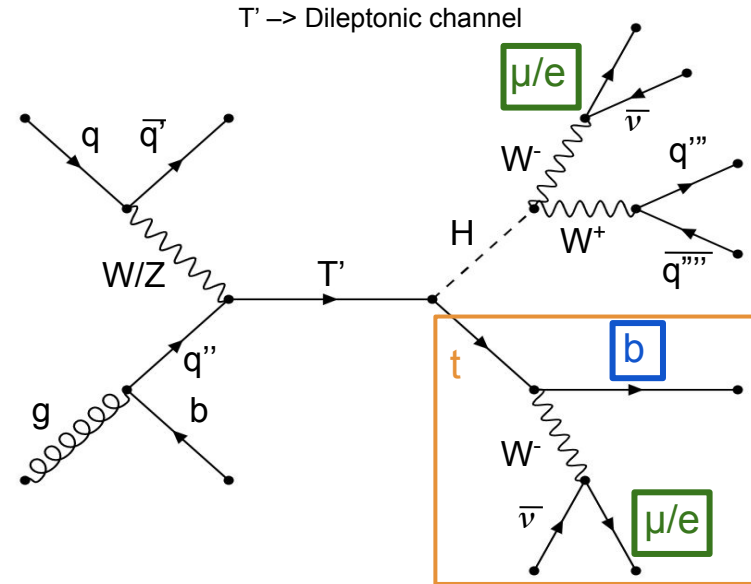 T' –> Dileptonic channel
μ/e
ν̅
q
q̅'
W⁻
q'''
H
W⁺
q''''̅
W/Z
T'
q''
t
b
g
b
W⁻
ν̅
μ/e